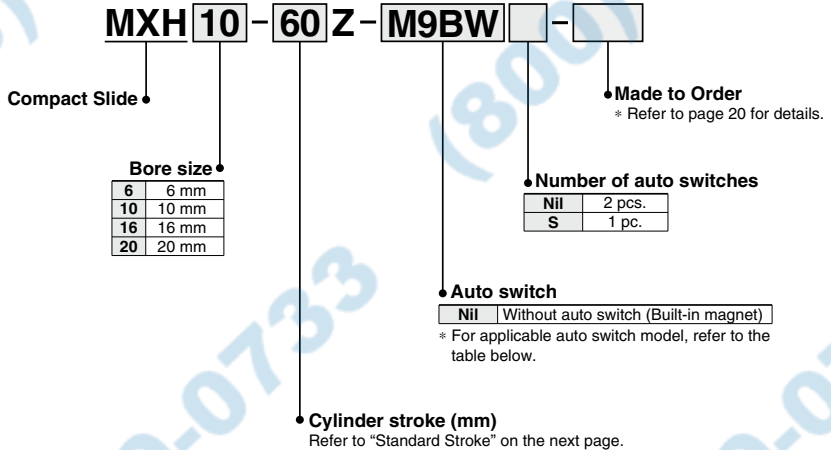 MXH 10 – 60 Z – M9BW –
Compact Slide
Made to Order
∗ Refer to page 20 for details.
Bore size
6 6 mm
10 10 mm
16 16 mm
20 20 mm
Number of auto switches
Nil 2 pcs.
S 1 pc.
Auto switch
Nil Without auto switch (Built-in magnet)
∗ For applicable auto switch model, refer to the
table below.
Cylinder stroke (mm)
Refer to “Standard Stroke” on the next page.
(800)
0-0733